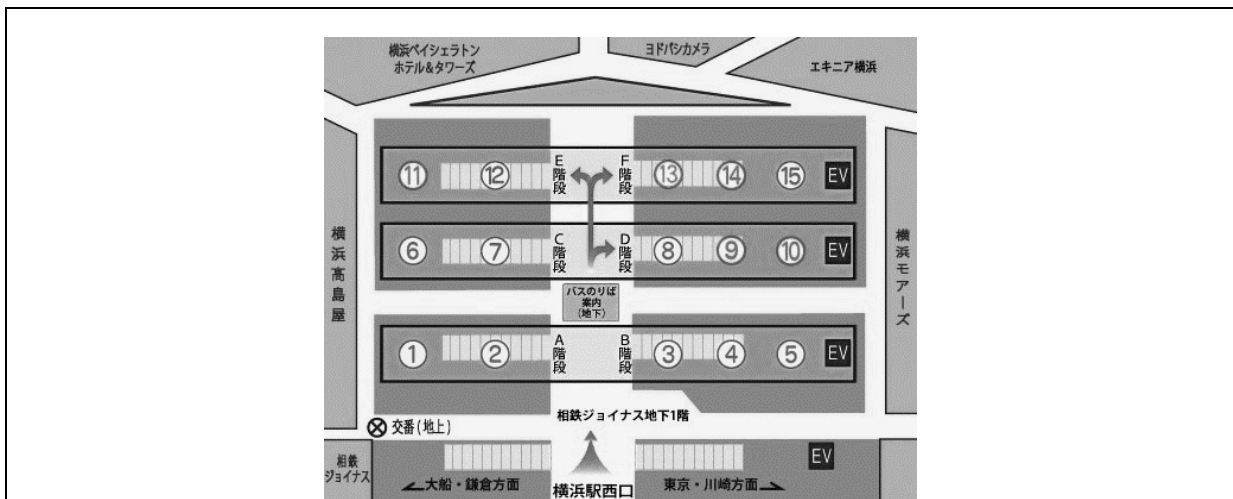 横浜ベイシェラトン
ホテル&タワーズ
ヨドバシカメラ
エキニア横浜
横浜高島屋
横浜モアーズ
⑪
⑫
E階段
F階段
⑬
⑭
⑮
EV
⑥
⑦
C階段
D階段
⑧
⑨
⑩
EV
バスのりば
案内
(地下)
①
②
A階段
B階段
③
④
⑤
EV
相鉄ジョイナス地下1階
交番(地上)
相鉄
ジョイナス
大船・鎌倉方面
横浜駅西口
東京・川崎方面
EV